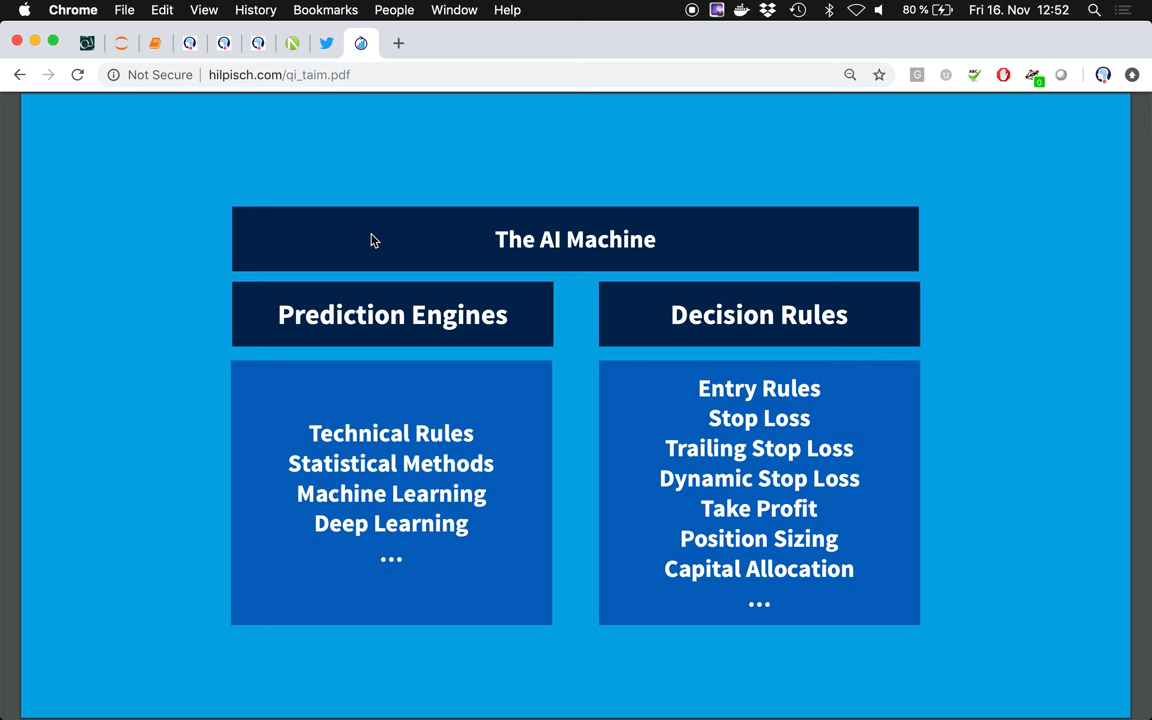 Chrome File Edit View History Bookmarks People Window Help 80 % Fri 16. Nov 12:52
Not Secure hilpisch.com/qi_taim.pdf
The AI Machine
Prediction Engines
Decision Rules
Technical Rules
Statistical Methods
Machine Learning
Deep Learning
...
Entry Rules
Stop Loss
Trailing Stop Loss
Dynamic Stop Loss
Take Profit
Position Sizing
Capital Allocation
...